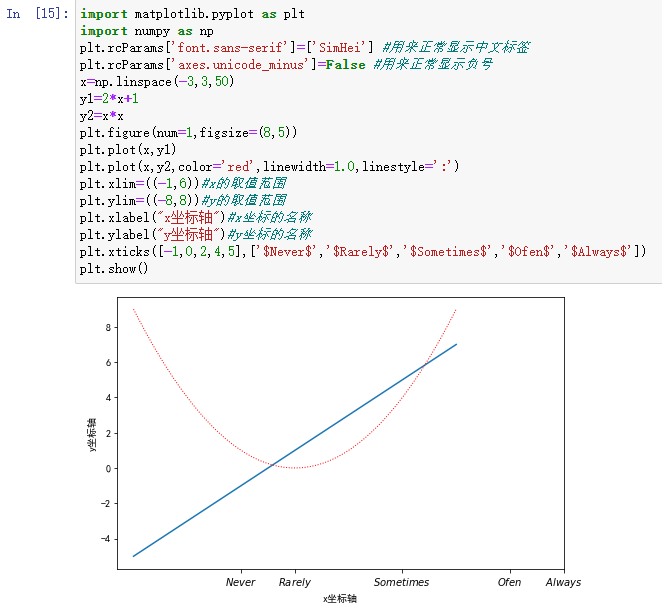 In [15]:
import matplotlib.pyplot as plt
import numpy as np
plt.rcParams['font.sans-serif']=['SimHei'] #用来正常显示中文标签
plt.rcParams['axes.unicode_minus']=False #用来正常显示负号
x=np.linspace(-3,3,50)
y1=2*x+1
y2=x*x
plt.figure(num=1,figsize=(8,5))
plt.plot(x,y1)
plt.plot(x,y2,color='red',linewidth=1.0,linestyle=':')
plt.xlim=((-1,6))#x的取值范围
plt.ylim=((-8,8))#y的取值范围
plt.xlabel("x坐标轴")#x坐标的名称
plt.ylabel("y坐标轴")#y坐标的名称
plt.xticks([-1,0,2,4,5],['$Never$','$Rarely$','$Sometimes$','$Ofen$','$Always$'])
plt.show()
8
6
4
2
0
-2
-4
y坐标轴
Never Rarely Sometimes Ofen Always
x坐标轴